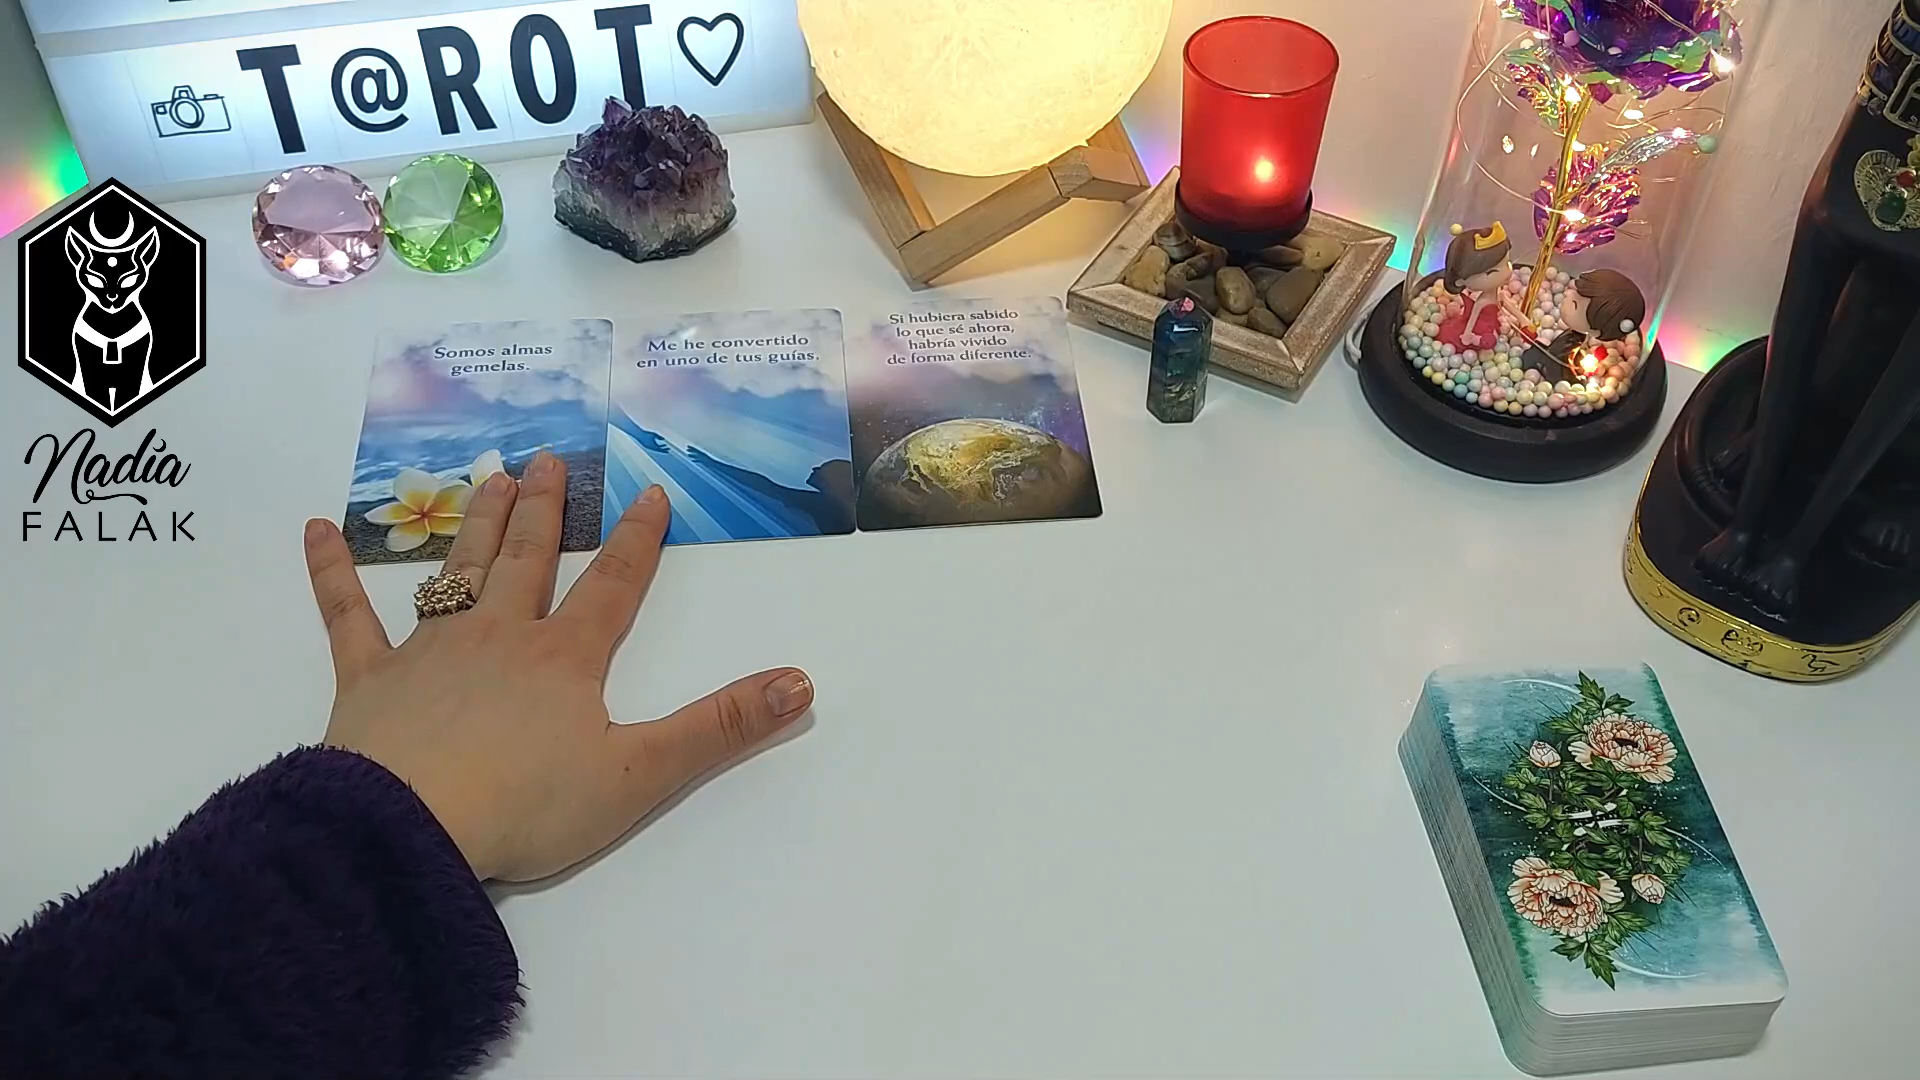 T@ROT
Somos almas
gemelas.
Me he convertido
en uno de tus guías.
Si hubiera sabido
lo que sé ahora,
habría vivido
de forma diferente.
Nadia
FALAK